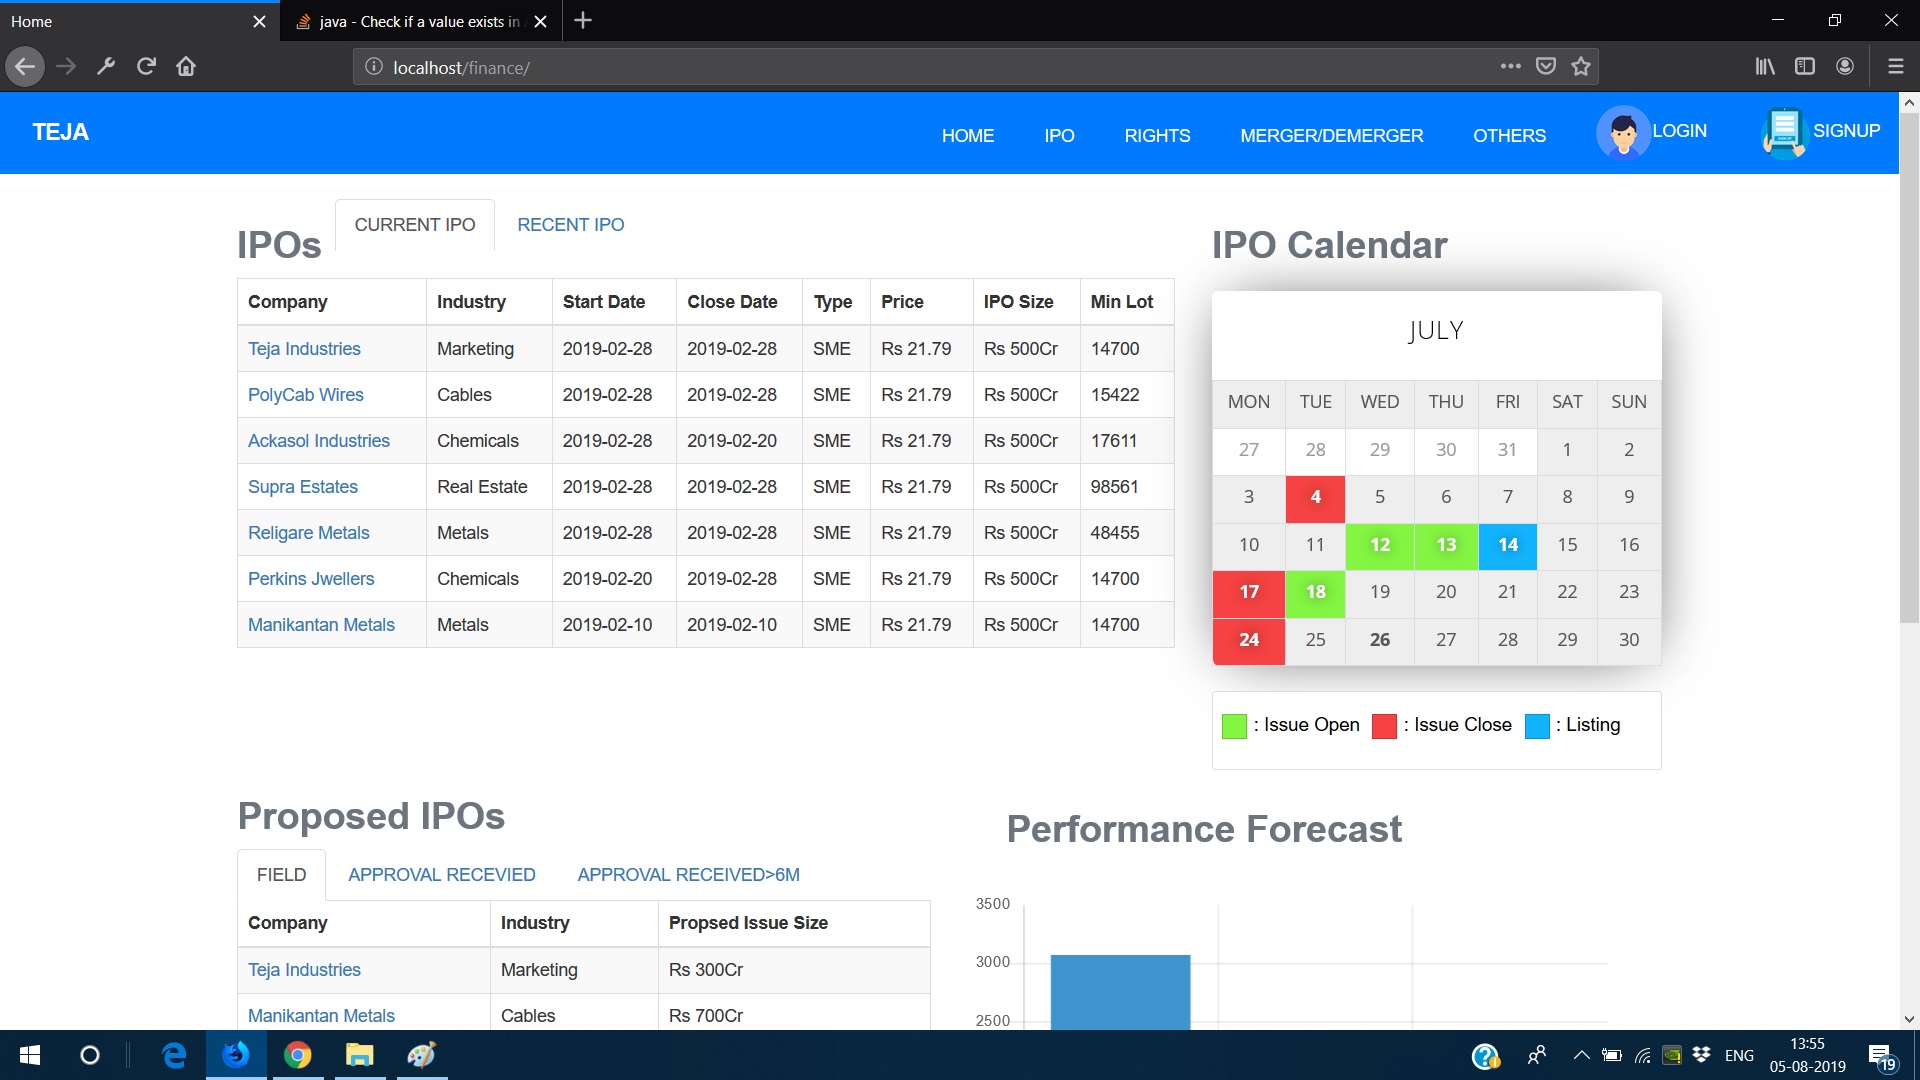 Home
java - Check if a value exists in
localhost/finance/
TEJA
HOME IPO RIGHTS MERGER/DEMERGER OTHERS LOGIN SIGNUP
IPOs CURRENT IPO RECENT IPO
Company Industry Start Date Close Date Type Price IPO Size Min Lot
Teja Industries Marketing 2019-02-28 2019-02-28 SME Rs 21.79 Rs 500Cr 14700
PolyCab Wires Cables 2019-02-28 2019-02-28 SME Rs 21.79 Rs 500Cr 15422
Ackasol Industries Chemicals 2019-02-28 2019-02-20 SME Rs 21.79 Rs 500Cr 17611
Supra Estates Real Estate 2019-02-28 2019-02-28 SME Rs 21.79 Rs 500Cr 98561
Religare Metals Metals 2019-02-28 2019-02-28 SME Rs 21.79 Rs 500Cr 48455
Perkins Jwellers Chemicals 2019-02-20 2019-02-28 SME Rs 21.79 Rs 500Cr 14700
Manikantan Metals Metals 2019-02-10 2019-02-10 SME Rs 21.79 Rs 500Cr 14700
IPO Calendar
JULY
MON TUE WED THU FRI SAT SUN
27 28 29 30 31 1 2
3 4 5 6 7 8 9
10 11 12 13 14 15 16
17 18 19 20 21 22 23
24 25 26 27 28 29 30
: Issue Open : Issue Close : Listing
Proposed IPOs
FIELD APPROVAL RECEVIED APPROVAL RECEIVED>6M
Company Industry Propsed Issue Size
Teja Industries Marketing Rs 300Cr
Manikantan Metals Cables Rs 700Cr
Performance Forecast
3500
3000
2500
ENG
13:55
05-08-2019
19